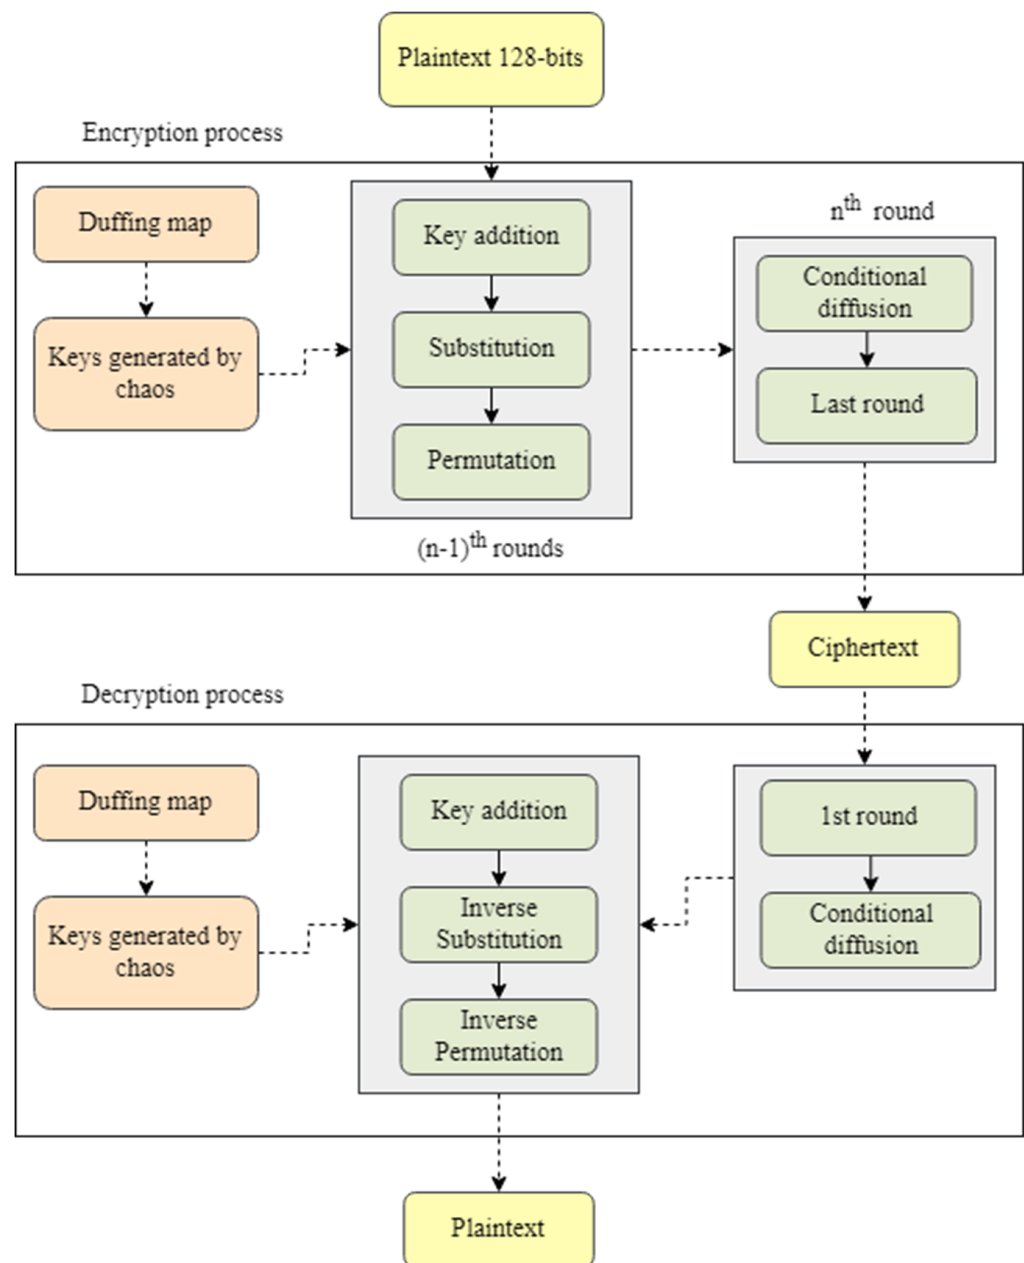 Plaintext 128-bits
Encryption process
Duffing map
Keys generated by
chaos
Key addition
Substitution
Permutation
(n-1)th rounds
nth round
Conditional
diffusion
Last round
Ciphertext
Decryption process
Duffing map
Keys generated by
chaos
Key addition
Inverse
Substitution
Inverse
Permutation
1st round
Conditional
diffusion
Plaintext